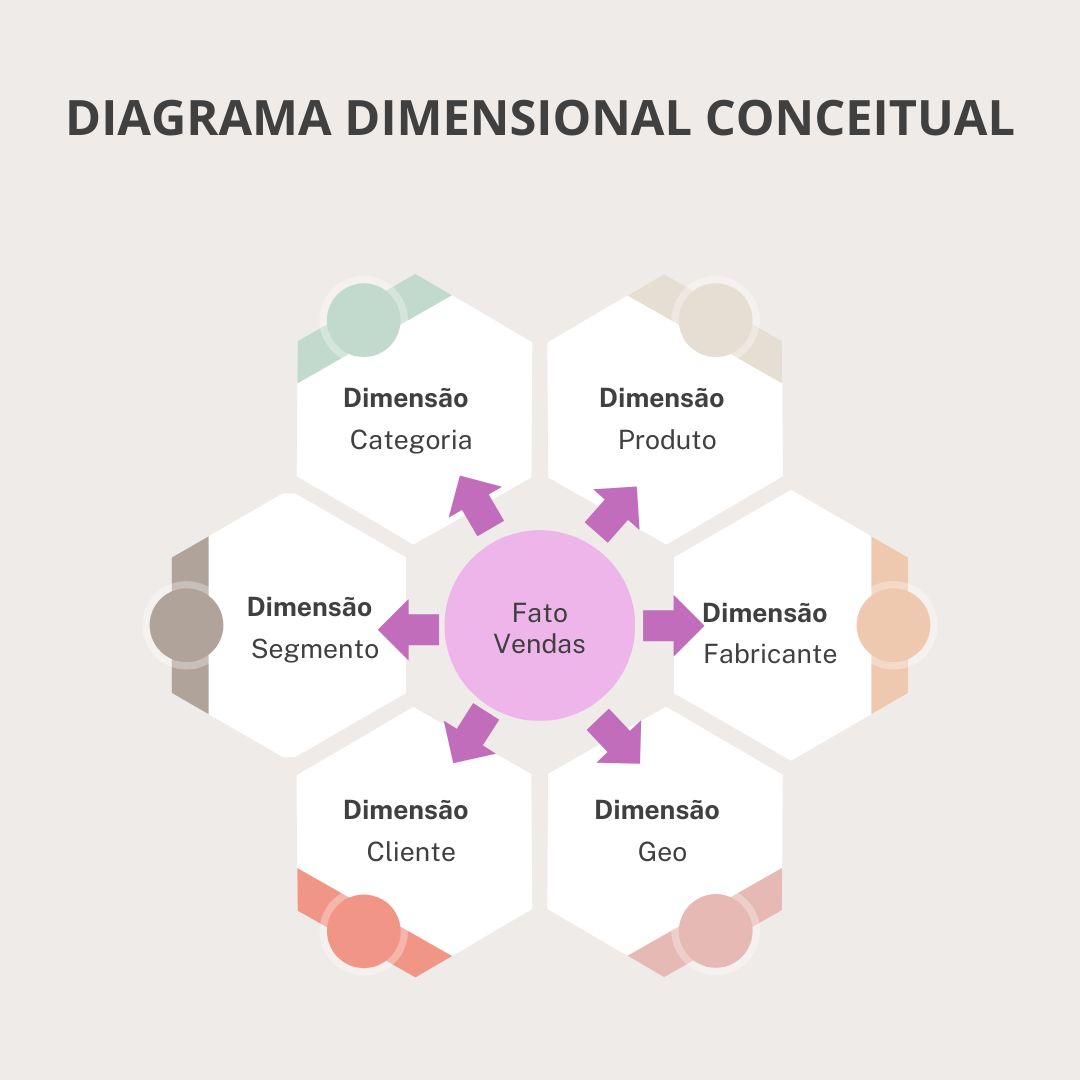 DIAGRAMA DIMENSIONAL CONCEITUAL
Dimensão
Categoria
Dimensão
Produto
Dimensão
Segmento
Fato
Vendas
Dimensão
Fabricante
Dimensão
Cliente
Dimensão
Geo